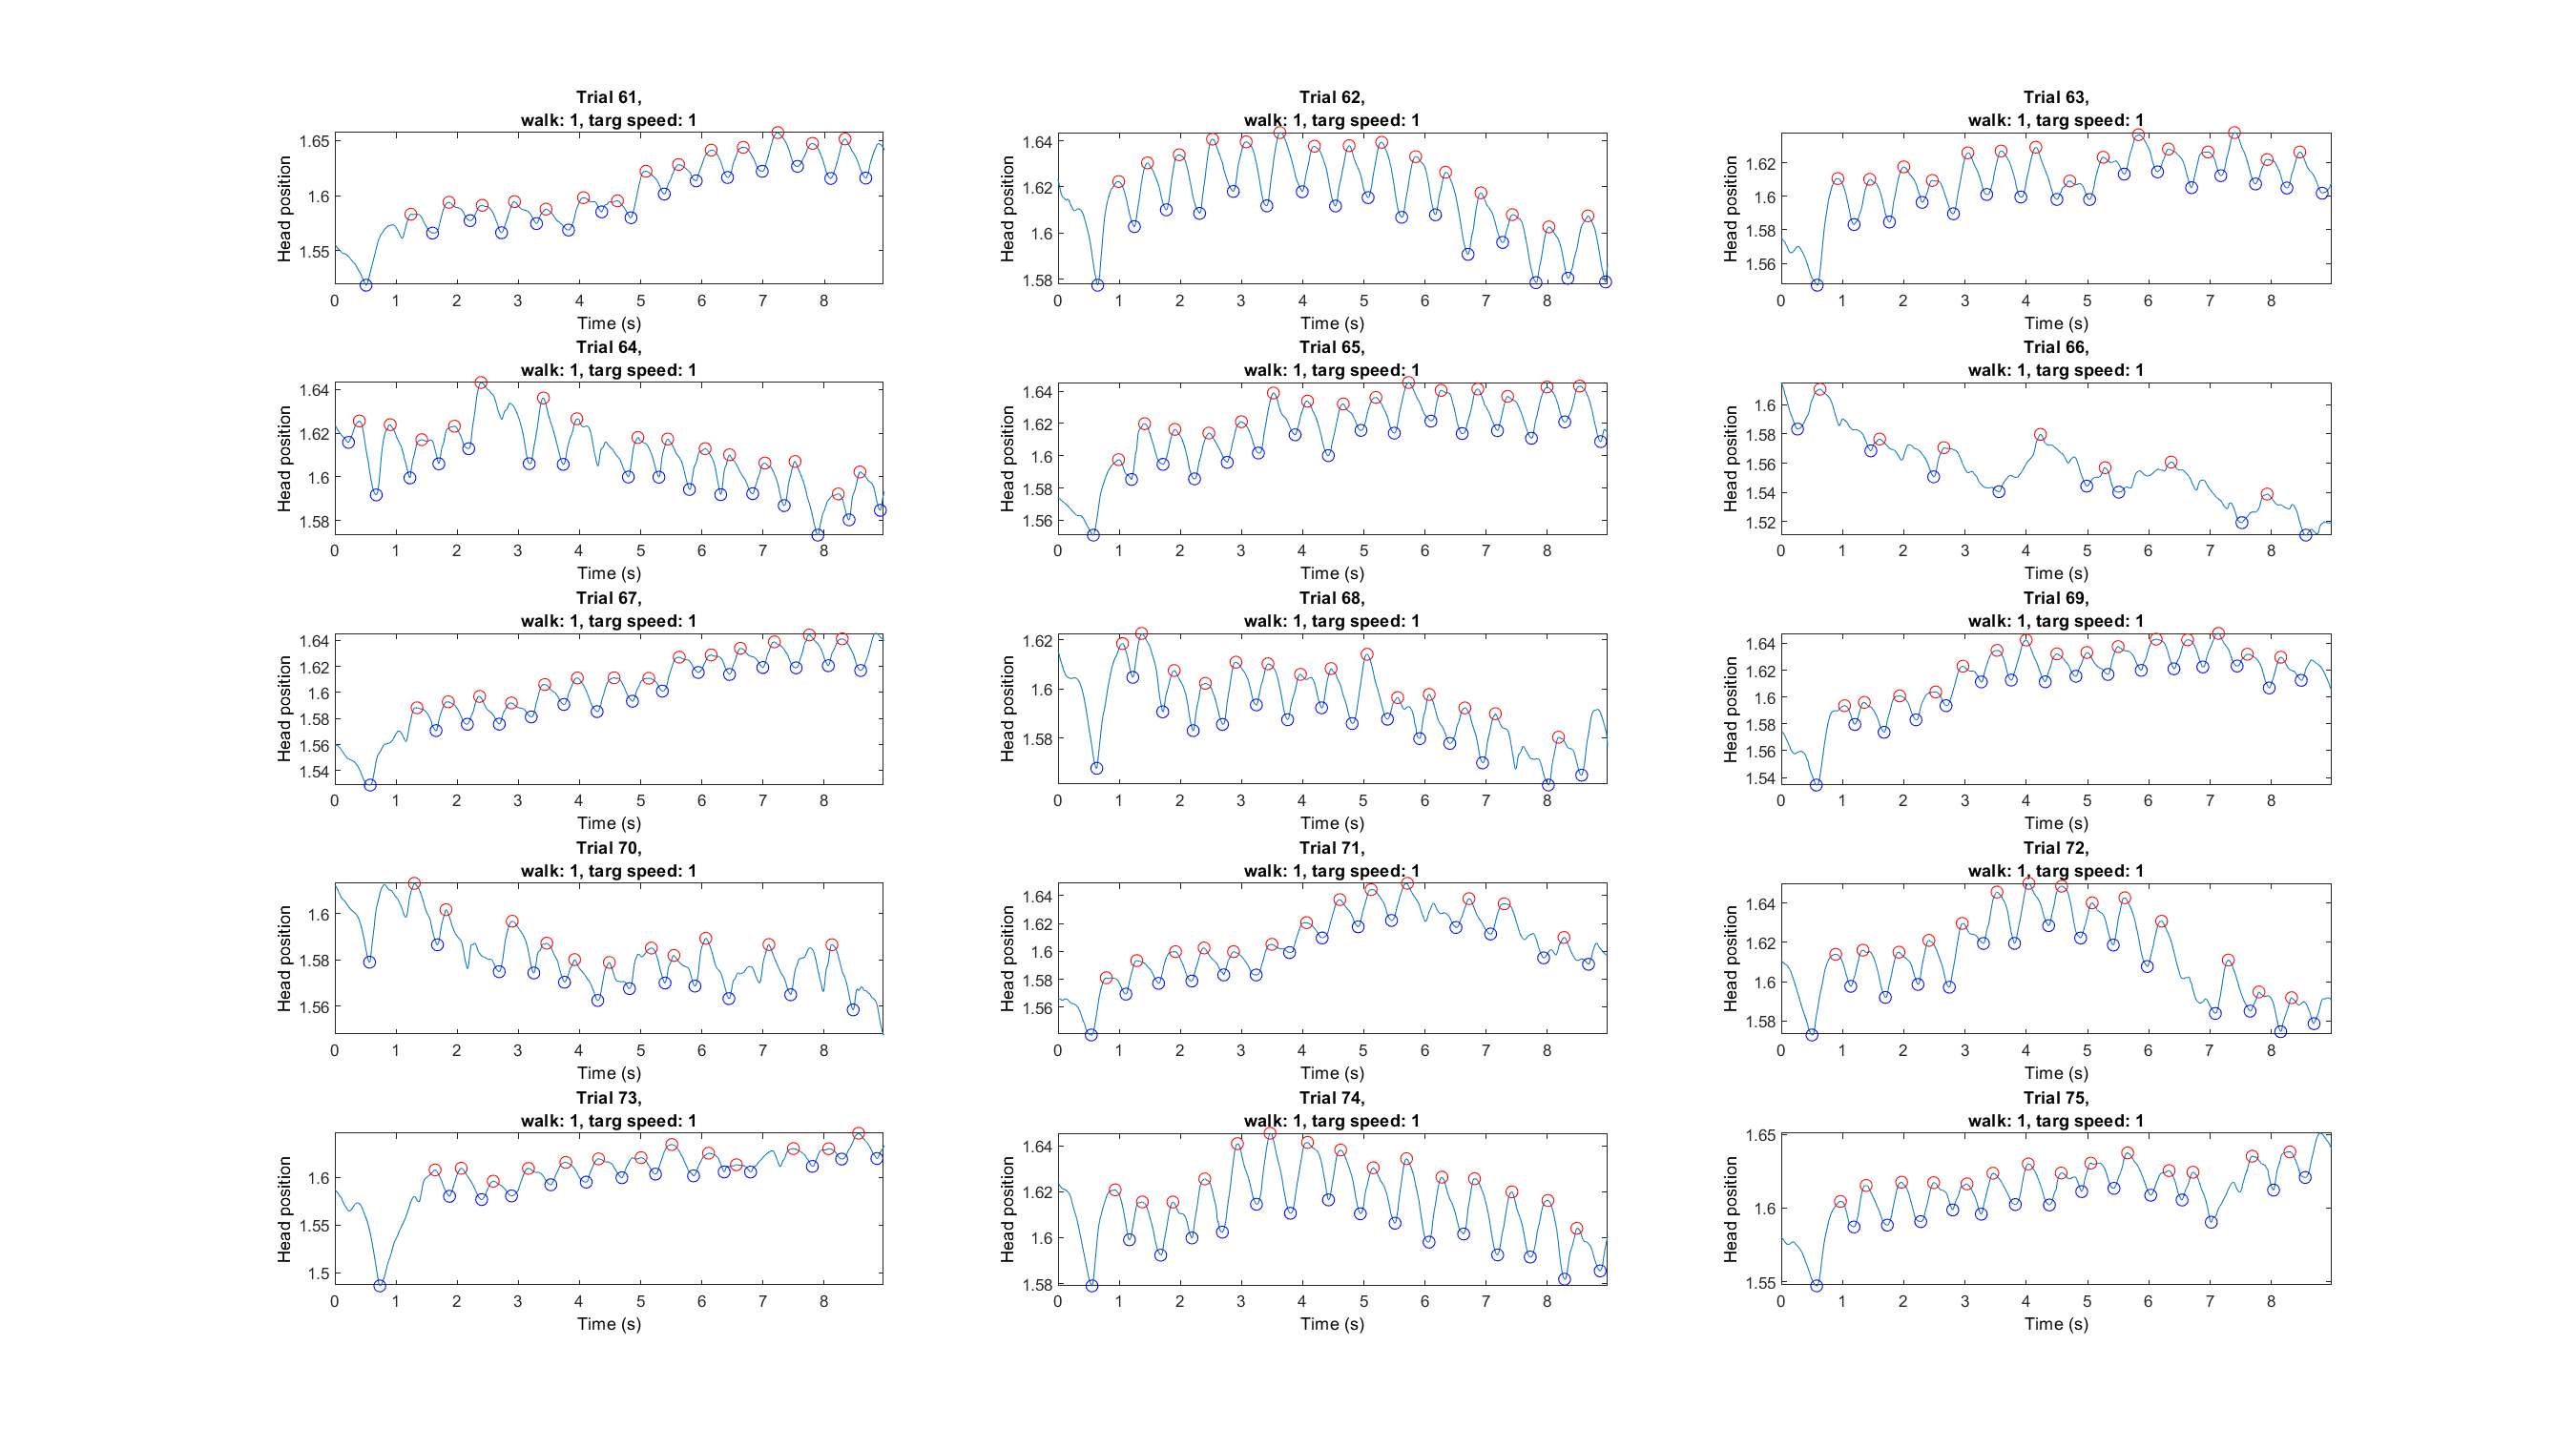 Trial 61,
walk: 1, targ speed: 1
1.65
1.6
1.55
Head position
0 1 2 3 4 5 6 7 8
Time (s)
Trial 62,
walk: 1, targ speed: 1
1.64
1.62
1.6
1.58
Head position
0 1 2 3 4 5 6 7 8
Time (s)
Trial 63,
walk: 1, targ speed: 1
1.62
1.6
1.58
1.56
Head position
0 1 2 3 4 5 6 7 8
Time (s)
Trial 64,
walk: 1, targ speed: 1
1.64
1.62
1.6
1.58
Head position
0 1 2 3 4 5 6 7 8
Time (s)
Trial 65,
walk: 1, targ speed: 1
1.64
1.62
1.6
1.58
1.56
Head position
0 1 2 3 4 5 6 7 8
Time (s)
Trial 66,
walk: 1, targ speed: 1
1.6
1.58
1.56
1.54
1.52
Head position
0 1 2 3 4 5 6 7 8
Time (s)
Trial 67,
walk: 1, targ speed: 1
1.64
1.62
1.6
1.58
1.56
1.54
Head position
0 1 2 3 4 5 6 7 8
Time (s)
Trial 68,
walk: 1, targ speed: 1
1.62
1.6
1.58
Head position
0 1 2 3 4 5 6 7 8
Time (s)
Trial 69,
walk: 1, targ speed: 1
1.64
1.62
1.6
1.58
1.56
1.54
Head position
0 1 2 3 4 5 6 7 8
Time (s)
Trial 70,
walk: 1, targ speed: 1
1.6
1.58
1.56
Head position
0 1 2 3 4 5 6 7 8
Time (s)
Trial 71,
walk: 1, targ speed: 1
1.64
1.62
1.6
1.58
1.56
Head position
0 1 2 3 4 5 6 7 8
Time (s)
Trial 72,
walk: 1, targ speed: 1
1.64
1.62
1.6
1.58
Head position
0 1 2 3 4 5 6 7 8
Time (s)
Trial 73,
walk: 1, targ speed: 1
1.6
1.55
1.5
Head position
0 1 2 3 4 5 6 7 8
Time (s)
Trial 74,
walk: 1, targ speed: 1
1.64
1.62
1.6
1.58
Head position
0 1 2 3 4 5 6 7 8
Time (s)
Trial 75,
walk: 1, targ speed: 1
1.65
1.6
1.55
Head position
0 1 2 3 4 5 6 7 8
Time (s)